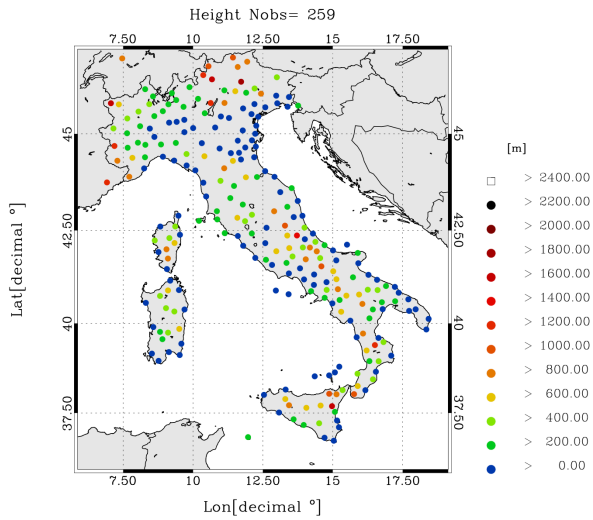 Height Nobs= 259
7.50 10.00 12.50 15 17.50
45 45
[m]
> 2400.00
> 2200.00
> 2000.00
> 1800.00
> 1600.00
> 1400.00
> 1200.00
> 1000.00
> 800.00
> 600.00
> 400.00
> 200.00
> 0.00
42.50 42.50
Lat[decimal °]
40 40
37.50 37.50
7.50 10.00 12.50 15 17.50
Lon[decimal °]